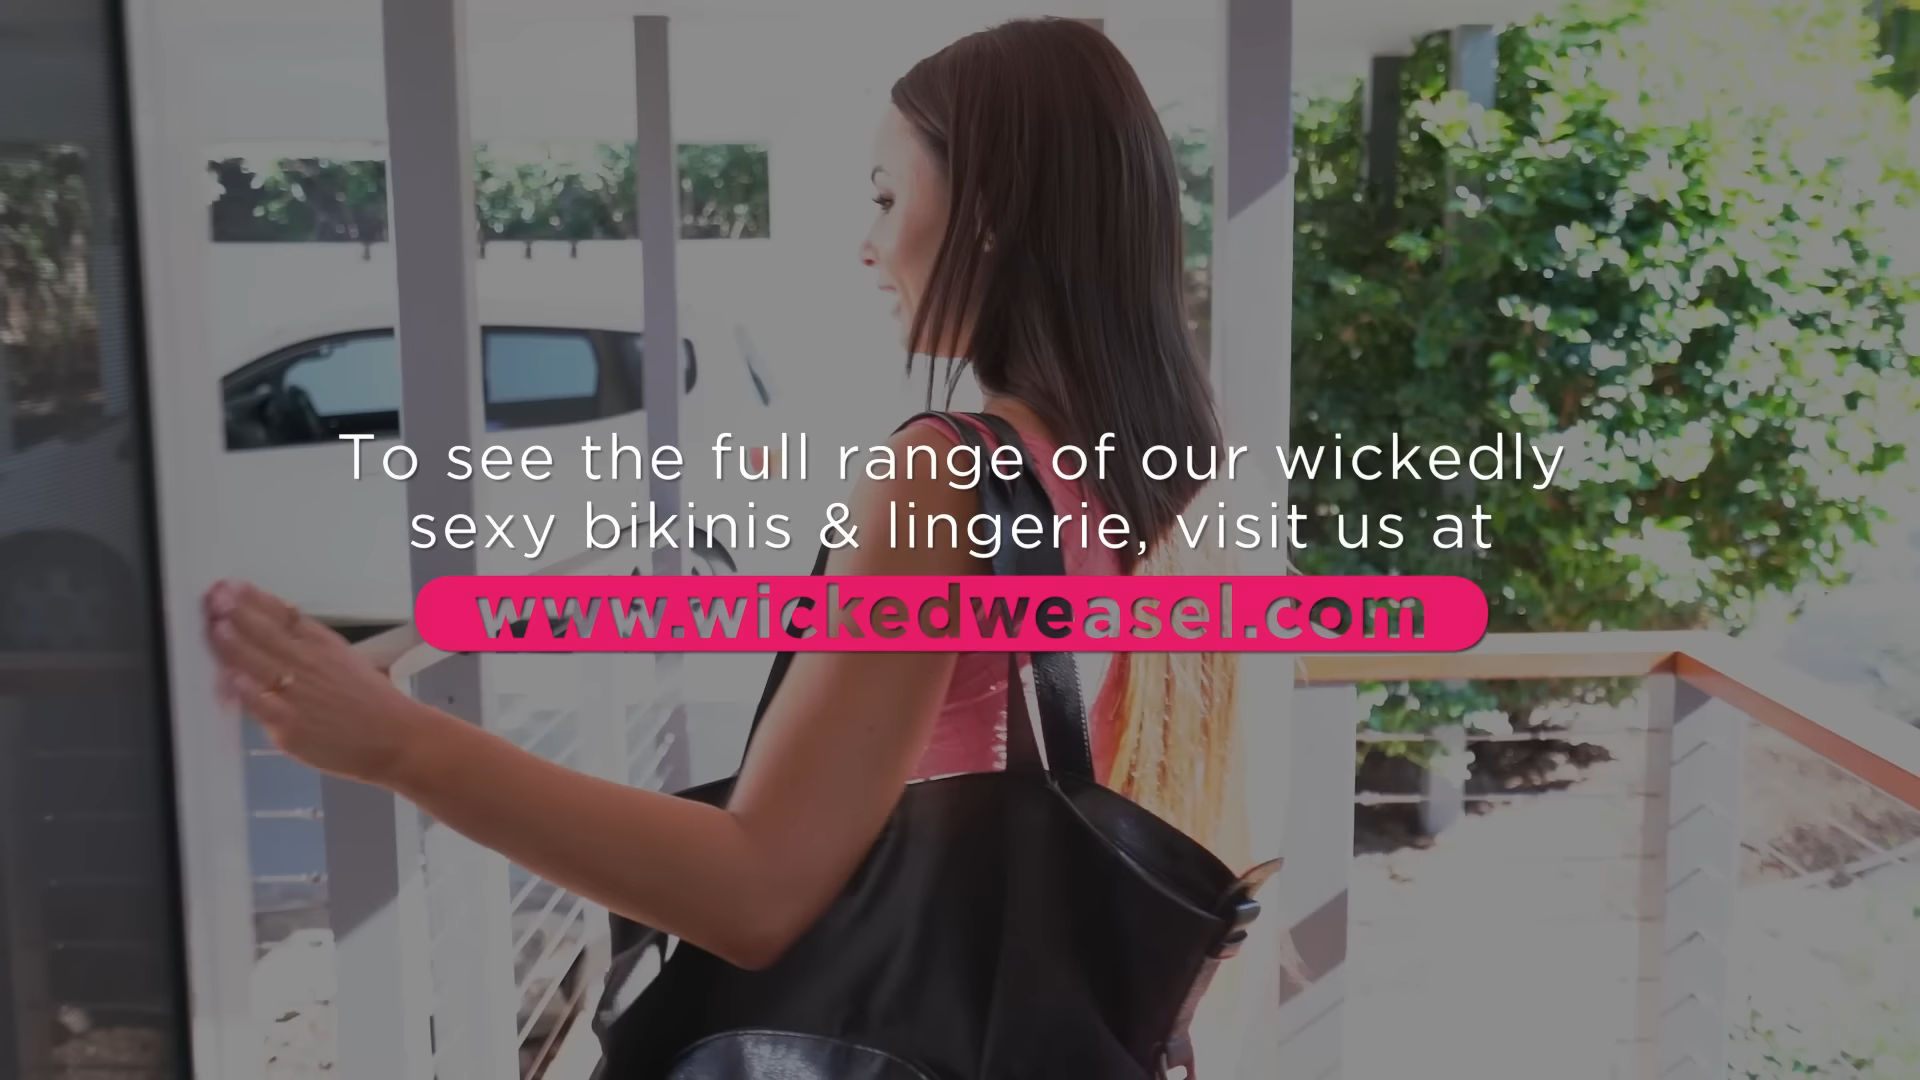 To see the full range of our wickedly
sexy bikinis & lingerie, visit us at
www.wickedweasel.com